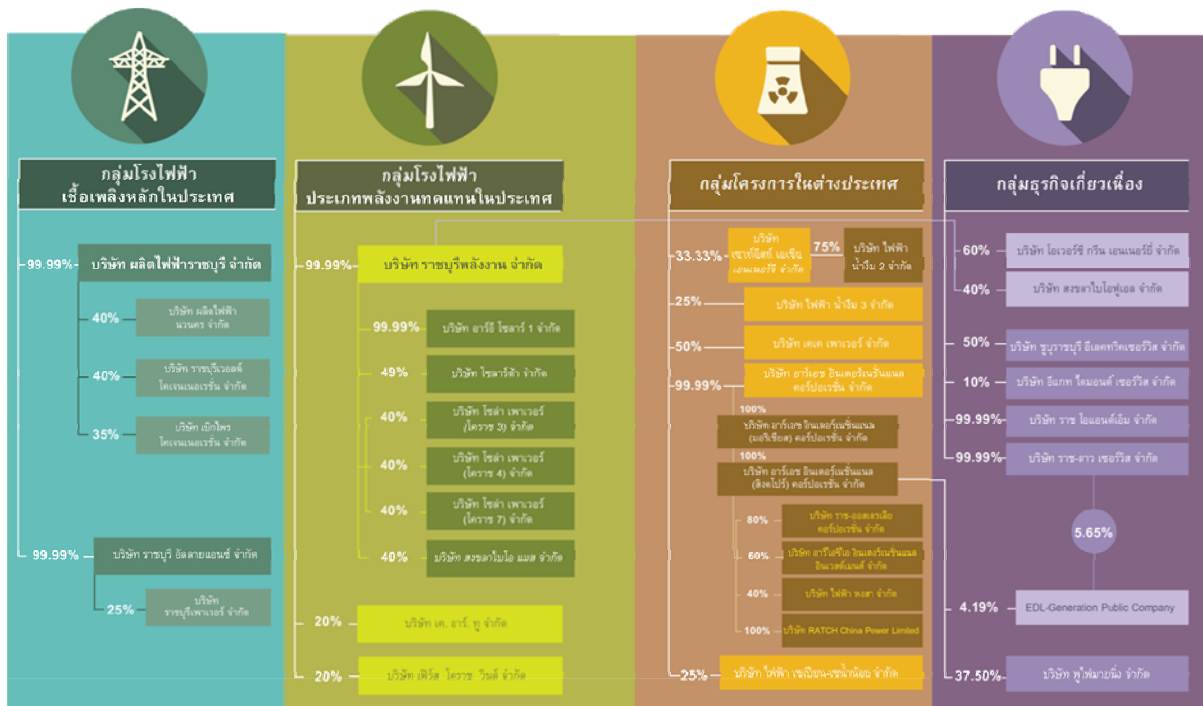 กลุ่มโรงไฟฟ้า
เชื้อเพลิงหลักในประเทศ
99.99%
บริษัท ผลิตไฟฟ้าราชบุรี จำกัด
40%
บริษัท ผลิตไฟฟ้า
นวนคร จำกัด
40%
บริษัท ราชบุรีเวอลด์
โคเจนเนอเรชั่น จำกัด
35%
บริษัท เบิกไพร
โคเจนเนอเรชั่น จำกัด
99.99%
บริษัท ราชบุรี อัลลายแอนซ์ จำกัด
25%
บริษัท
ราชบุรีเพาเวอร์ จำกัด
กลุ่มโรงไฟฟ้า
ประเภทพลังงานทดแทนในประเทศ
99.99%
บริษัท ราชบุรีพลังงาน จำกัด
99.99%
บริษัท อาร์อี โซลาร์ 1 จำกัด
49%
บริษัท โซลาร์ต้า จำกัด
40%
บริษัท โซล่า เพาเวอร์
(โคราช 3) จำกัด
40%
บริษัท โซล่า เพาเวอร์
(โคราช 4) จำกัด
40%
บริษัท โซล่า เพาเวอร์
(โคราช 7) จำกัด
40%
บริษัท สงขลาไบโอ แมส จำกัด
20%
บริษัท เค. อาร์. ทู จำกัด
20%
บริษัท เฟิร์ส โคราช วินด์ จำกัด
กลุ่มโครงการในต่างประเทศ
33.33%
บริษัท
เซาท์อีสท์ เอเชีย
เอนเนอร์จี จำกัด
75%
บริษัท ไฟฟ้า
น้ำงึม 2 จำกัด
25%
บริษัท ไฟฟ้า น้ำงึม 3 จำกัด
50%
บริษัท เคเค เพาเวอร์ จำกัด
99.99%
บริษัท อาร์เอช อินเตอร์เนชั่นแนล
คอร์ปอเรชั่น จำกัด
100%
บริษัท อาร์เอช อินเตอร์เนชั่นแนล
(มอริเชียส) คอร์ปอเรชั่น จำกัด
100%
บริษัท อาร์เอช อินเตอร์เนชั่นแนล
(สิงคโปร์) คอร์ปอเรชั่น จำกัด
80%
บริษัท ราช-ออสเตรเลีย
คอร์ปอเรชั่น จำกัด
60%
บริษัท อาร์ไอซีไอ อินเตอร์เนชั่นแนล
อินเวสต์เมนต์ จำกัด
40%
บริษัท ไฟฟ้า หงสา จำกัด
100%
บริษัท RATCH China Power Limited
25%
บริษัท ไฟฟ้า เซเปียน-เซน้ำน้อย จำกัด
กลุ่มธุรกิจเกี่ยวเนื่อง
60%
บริษัท โอเวอร์ซี กรีน เอนเนอร์ยี่ จำกัด
40%
บริษัท สงขลาไบโอฟูเอล จำกัด
50%
บริษัท ชูบุราชบุรี อีเลคทริคเซอร์วิส จำกัด
10%
บริษัท อีแกท ไดมอนด์ เซอร์วิส จำกัด
99.99%
บริษัท ราช โอแอนด์เอ็ม จำกัด
99.99%
บริษัท ราช-ลาว เซอร์วิส จำกัด
5.65%
4.19%
EDL-Generation Public Company
37.50%
บริษัท พูไฟมายนิ่ง จำกัด